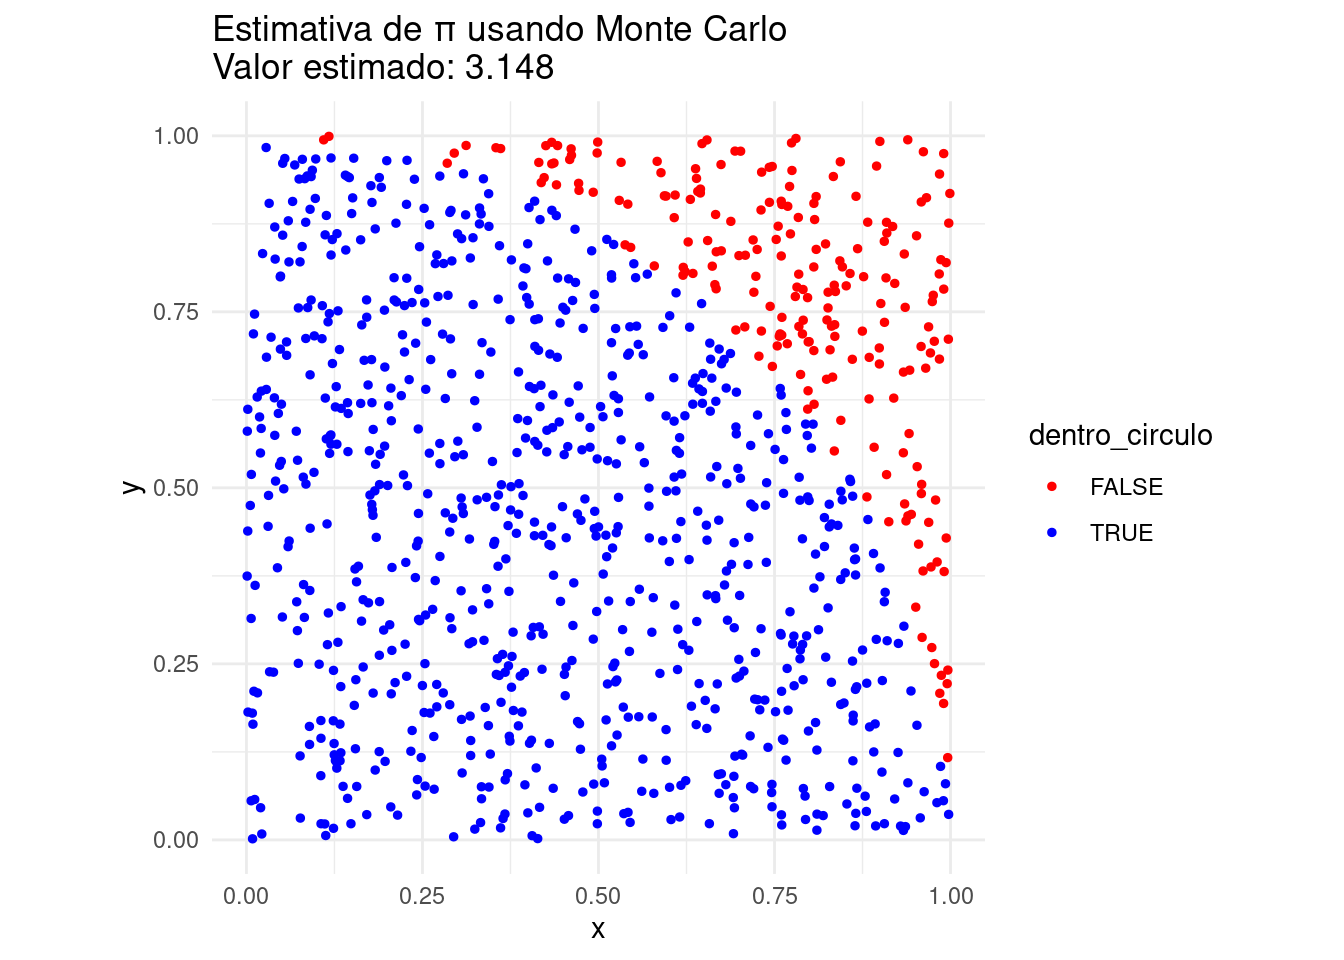 Estimativa de π usando Monte Carlo
Valor estimado: 3.148
1.00
0.75
0.50
0.25
0.00
y
0.00 0.25 0.50 0.75 1.00
x
dentro_circulo
FALSE
TRUE